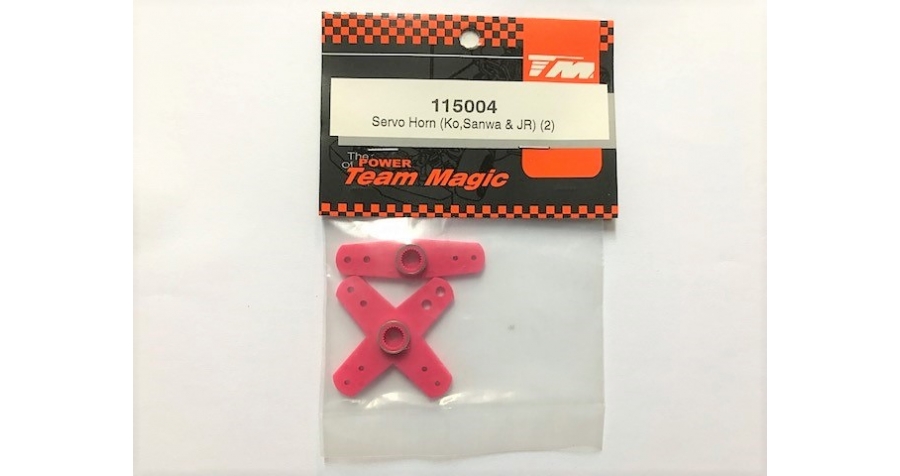 TM
115004
Servo Horn (Ko,Sanwa & JR) (2)
The POWER
Of
Team Magic